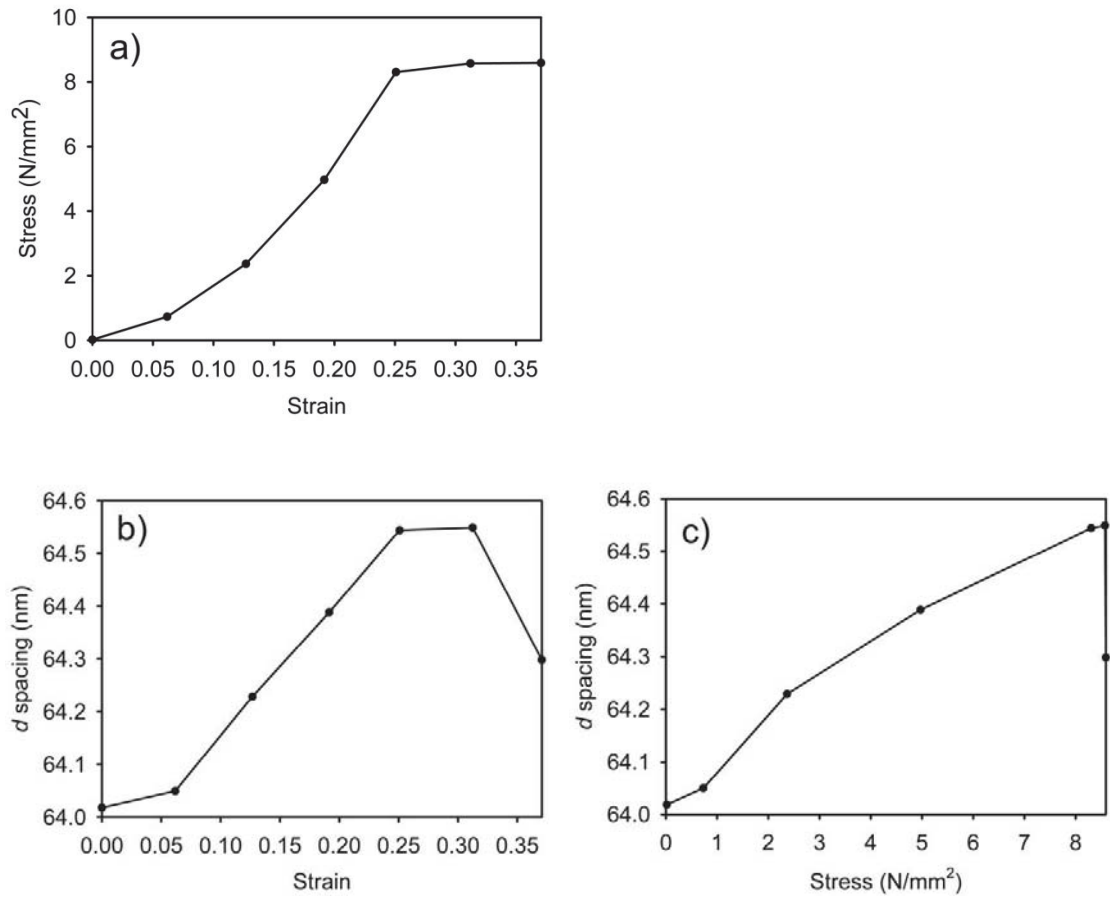 a)
Stress (N/mm²)
10
8
6
4
2
0
0.00 0.05 0.10 0.15 0.20 0.25 0.30 0.35
Strain
b)
d spacing (nm)
64.6
64.5
64.4
64.3
64.2
64.1
64.0
0.00 0.05 0.10 0.15 0.20 0.25 0.30 0.35
Strain
c)
d spacing (nm)
64.6
64.5
64.4
64.3
64.2
64.1
64.0
0 1 2 3 4 5 6 7 8
Stress (N/mm²)